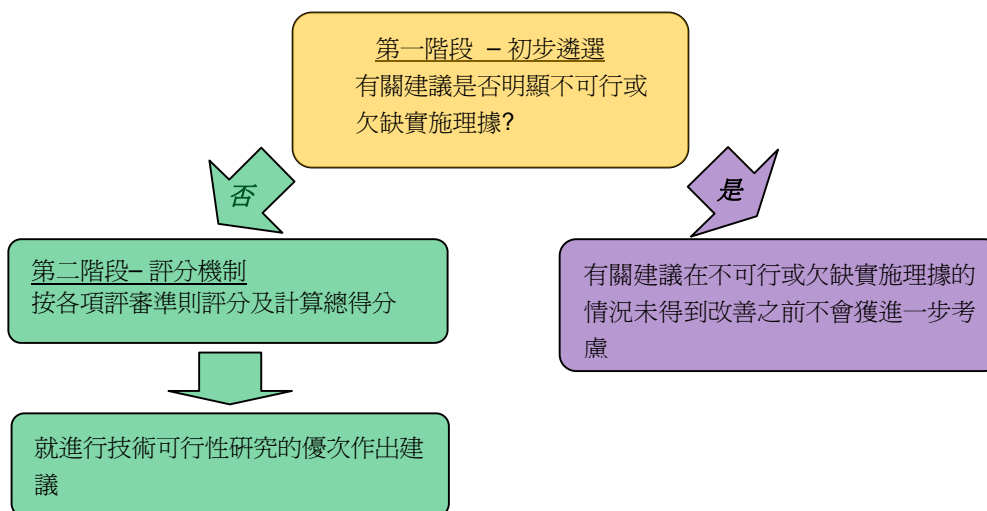 第一階段 – 初步遴選
有關建議是否明顯不可行或
欠缺實施理據?
否
是
第二階段– 評分機制
按各項評審準則評分及計算總得分
有關建議在不可行或欠缺實施理據的
情況未得到改善之前不會獲進一步考
慮
就進行技術可行性研究的優次作出建
議